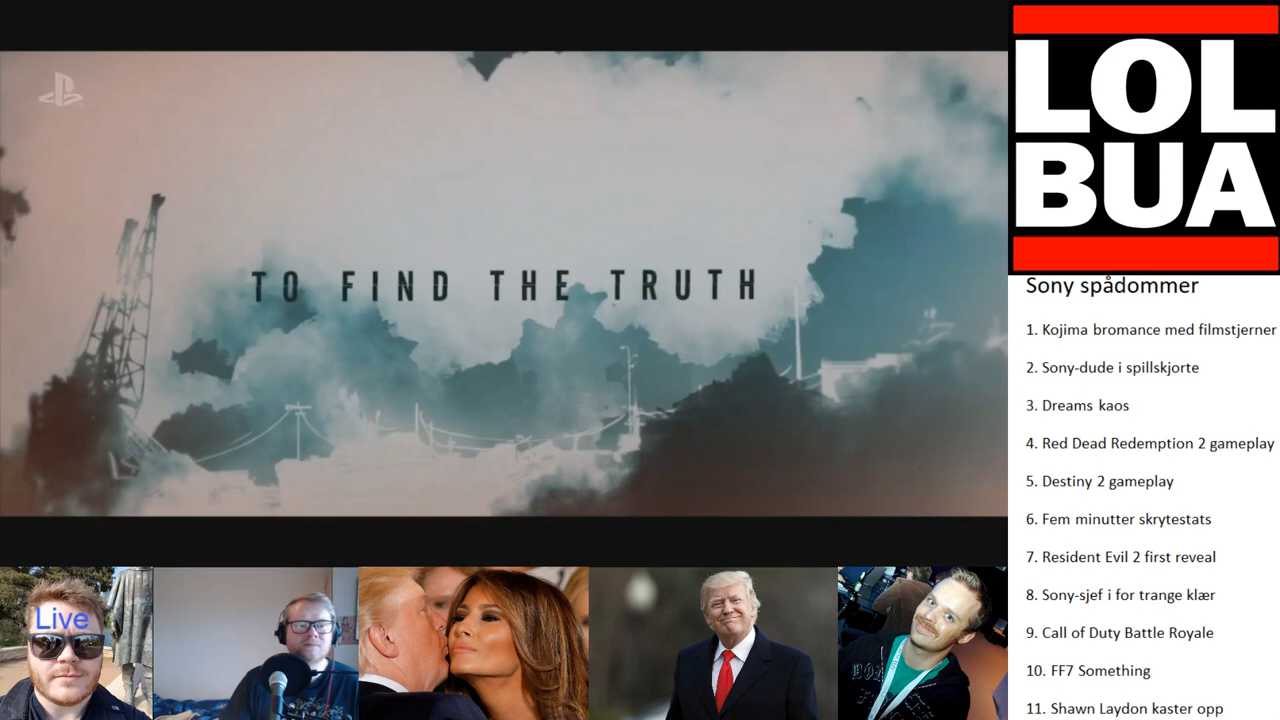 TO FIND THE TRUTH
LOL
BUA
Sony spådommer
1. Kojima bromance med filmstjerner
2. Sony-dude i spillskjorte
3. Dreams kaos
4. Red Dead Redemption 2 gameplay
5. Destiny 2 gameplay
6. Fem minutter skrytestats
7. Resident Evil 2 first reveal
8. Sony-sjef i for trange klær
9. Call of Duty Battle Royale
10. FF7 Something
11. Shawn Laydon kaster opp
Live